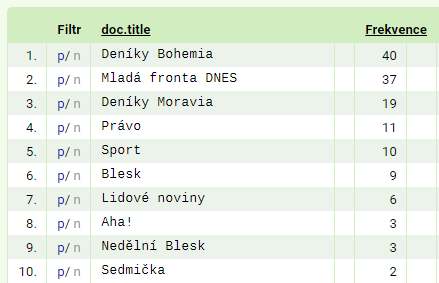 Filtr doc.title Frekvence
1. p/ n Deníky Bohemia 40
2. p/ n Mladá fronta DNES 37
3. p/ n Deníky Moravia 19
4. p/ n Právo 11
5. p/ n Sport 10
6. p/ n Blesk 9
7. p/ n Lidové noviny 6
8. p/ n Aha! 3
9. p/ n Nedělní Blesk 3
10. p/ n Sedmička 2